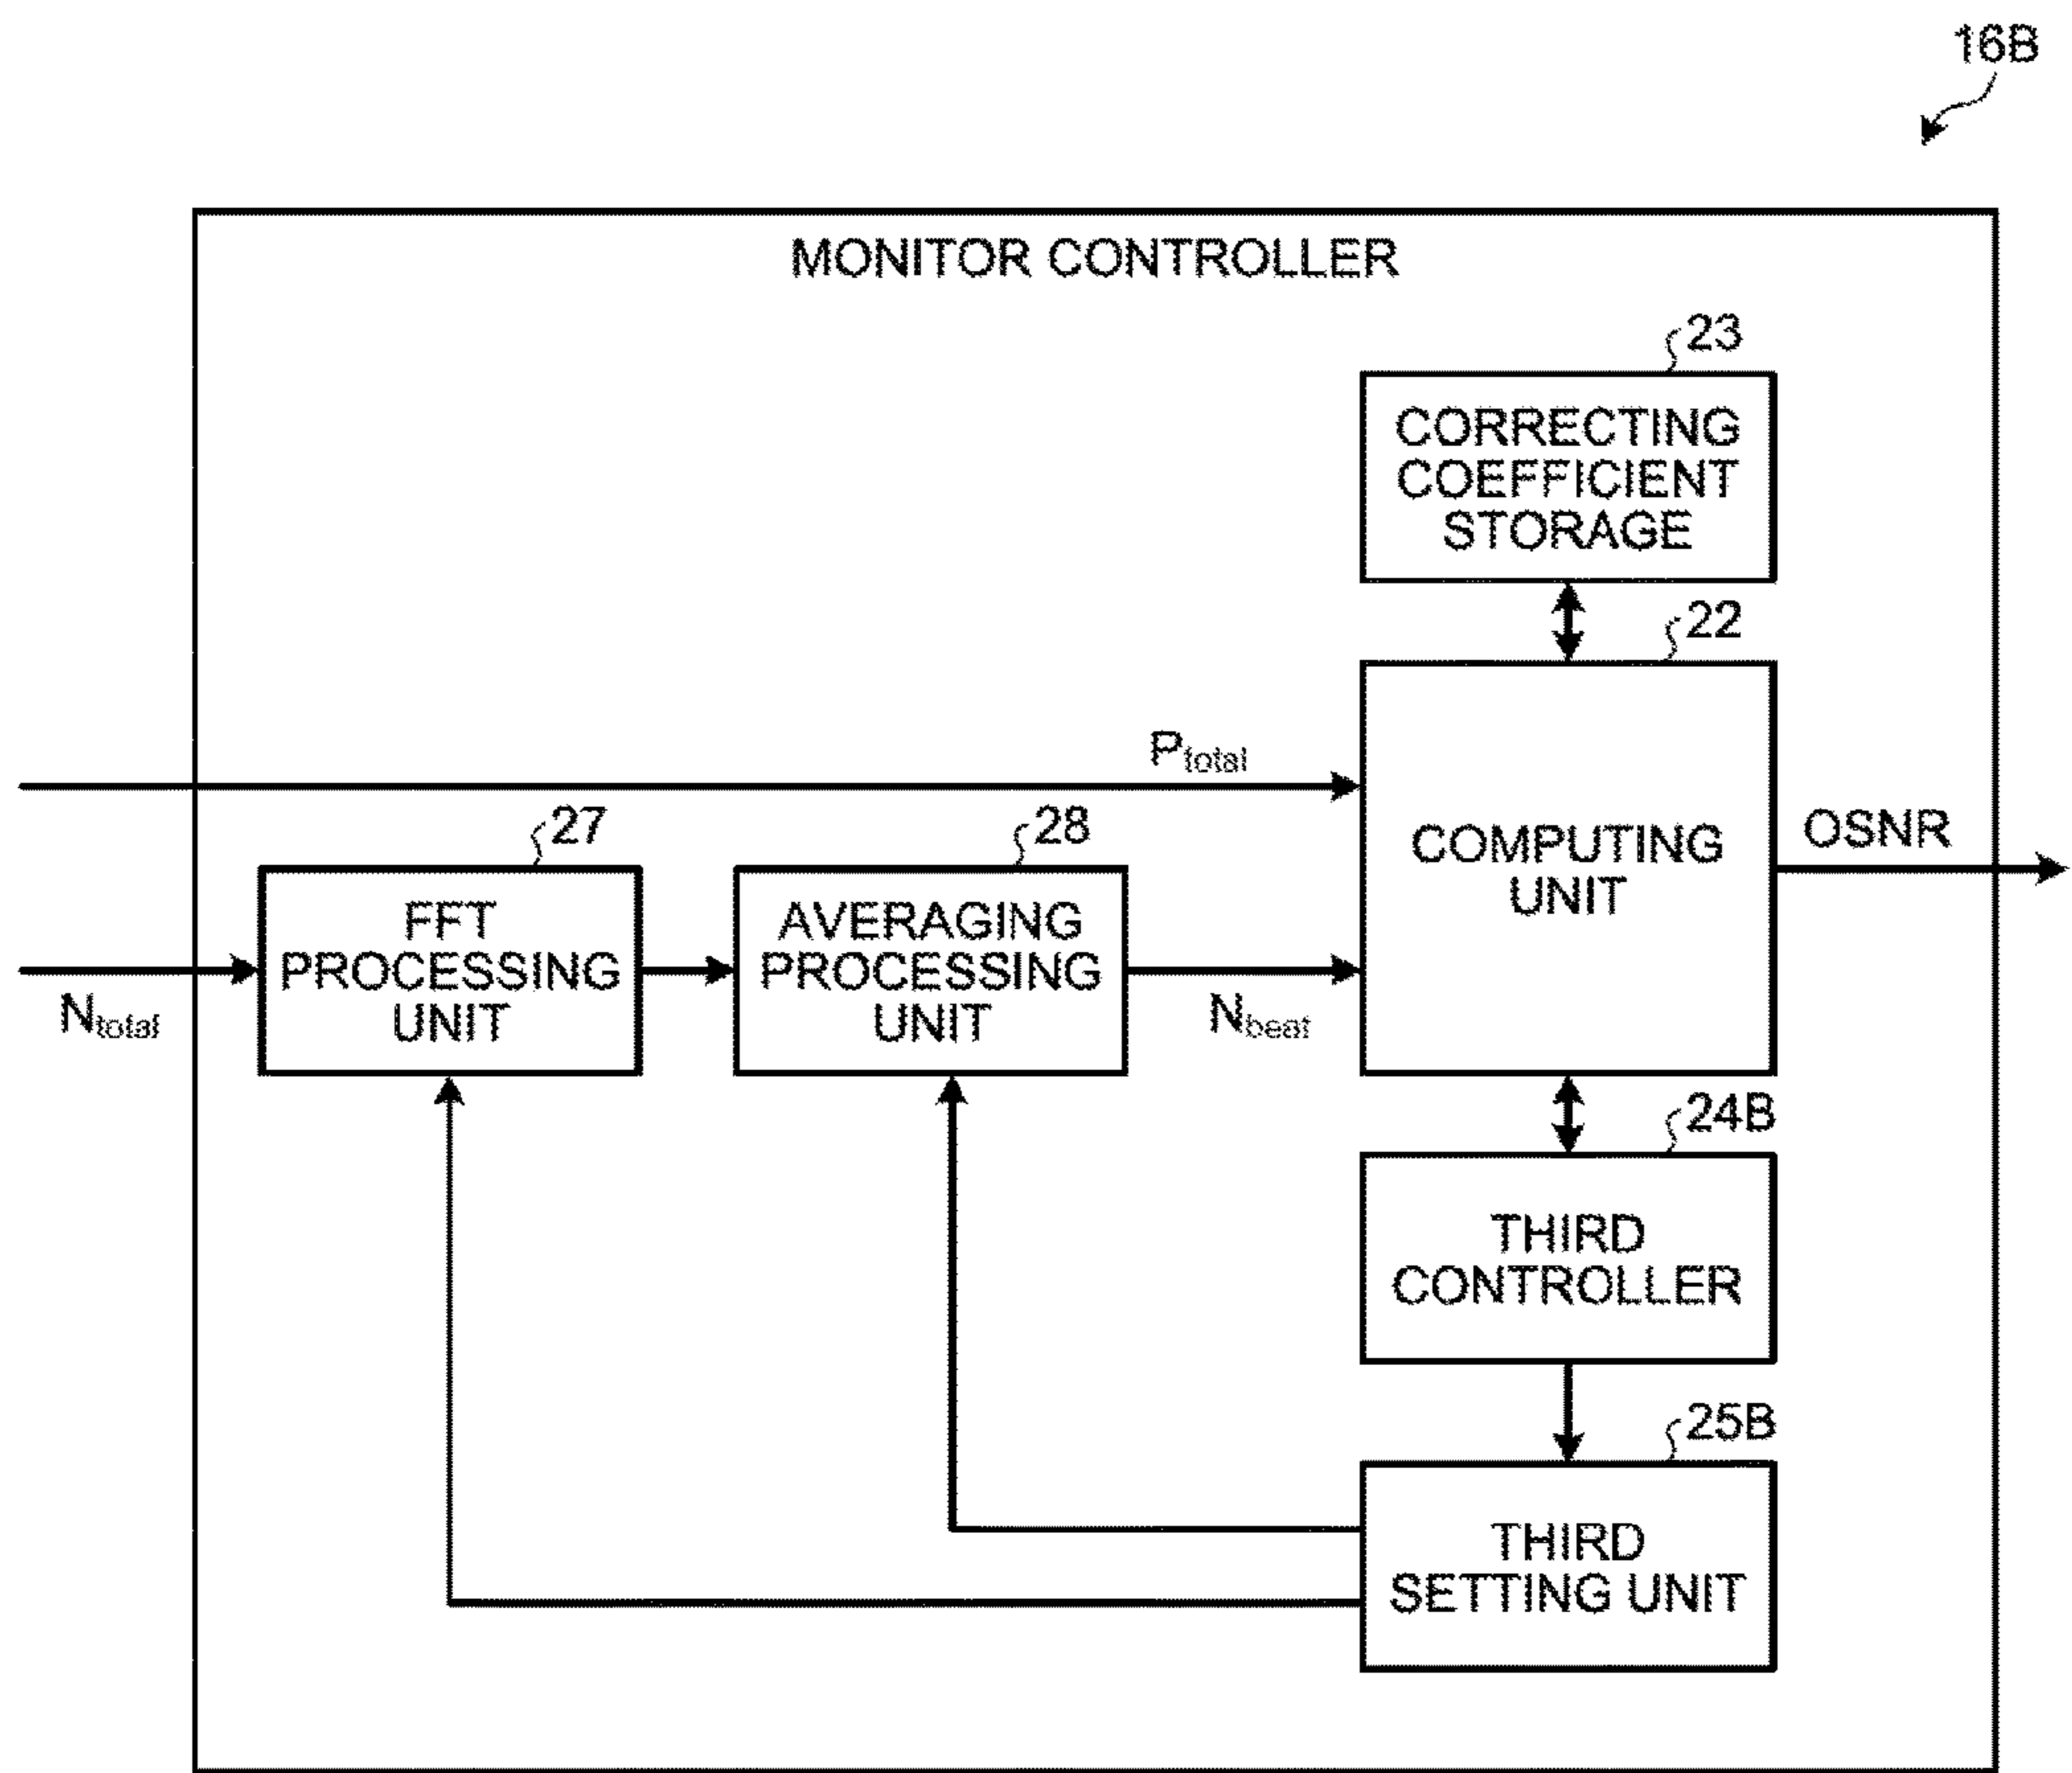 16B
MONITOR CONTROLLER
23
CORRECTING
COEFFICIENT
STORAGE
22
Ptotal
27
28
COMPUTING
UNIT
OSNR
FFT
PROCESSING
UNIT
AVERAGING
PROCESSING
UNIT
Ntotal
Nbeat
24B
THIRD
CONTROLLER
25B
THIRD
SETTING UNIT